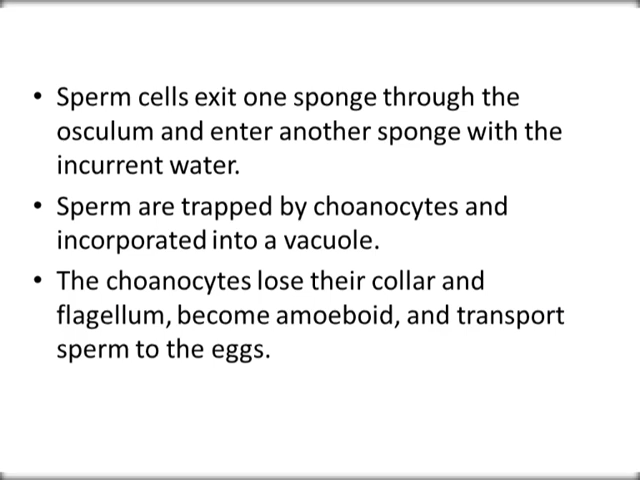 • Sperm cells exit one sponge through the
osculum and enter another sponge with the
incurrent water.
• Sperm are trapped by choanocytes and
incorporated into a vacuole.
• The choanocytes lose their collar and
flagellum, become amoeboid, and transport
sperm to the eggs.